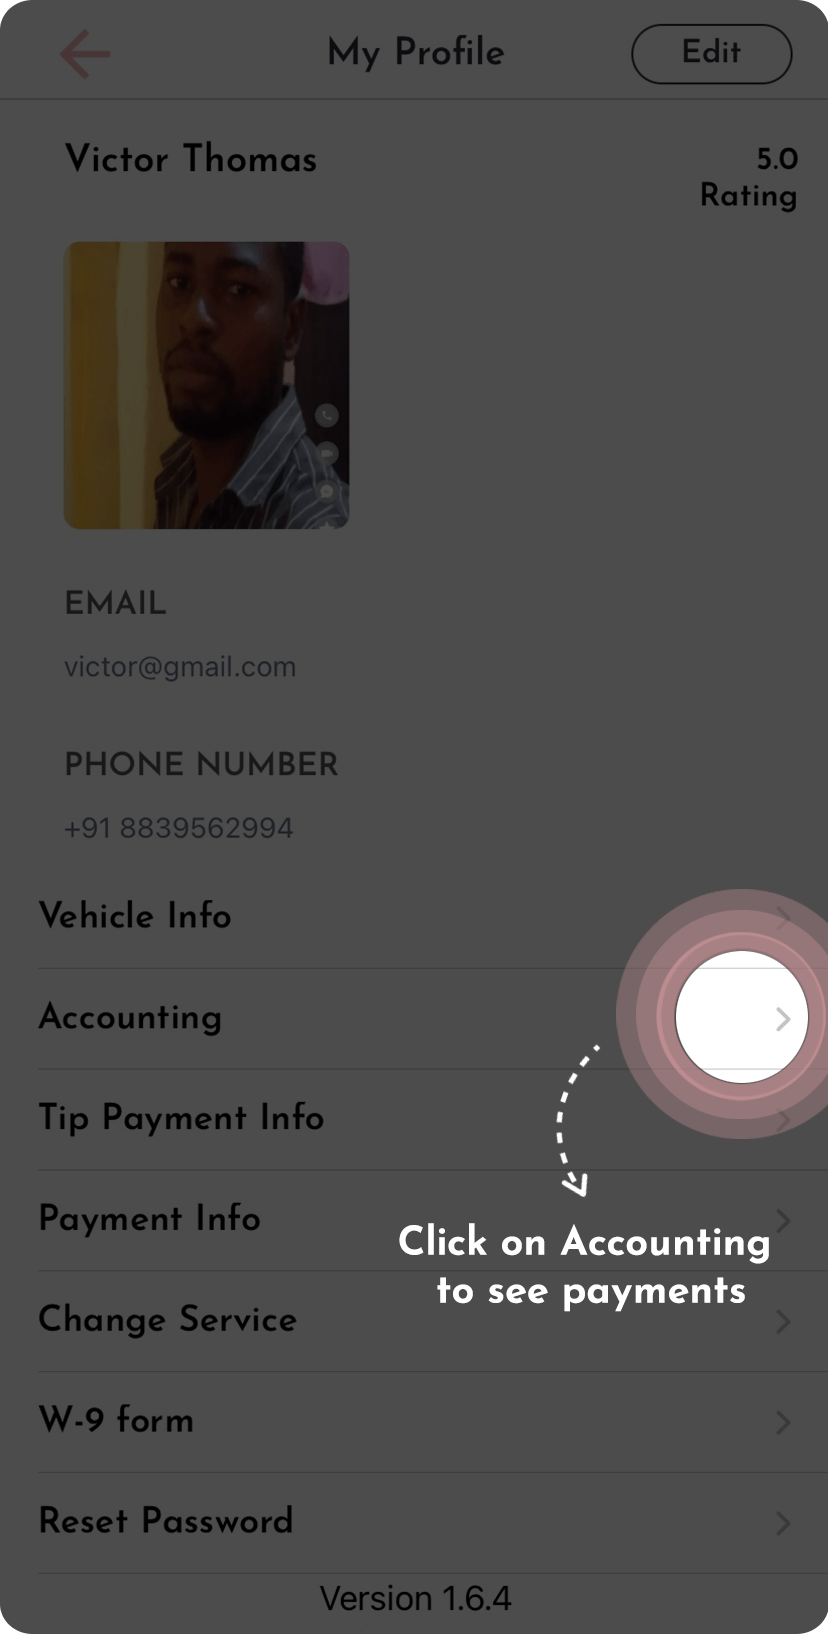 My Profile
Edit
Victor Thomas
5.0
Rating
EMAIL
victor@gmail.com
PHONE NUMBER
+91 8839562994
Vehicle Info
Accounting
Tip Payment Info
Payment Info
Click on Accounting
to see payments
Change Service
W-9 form
Reset Password
Version 1.6.4